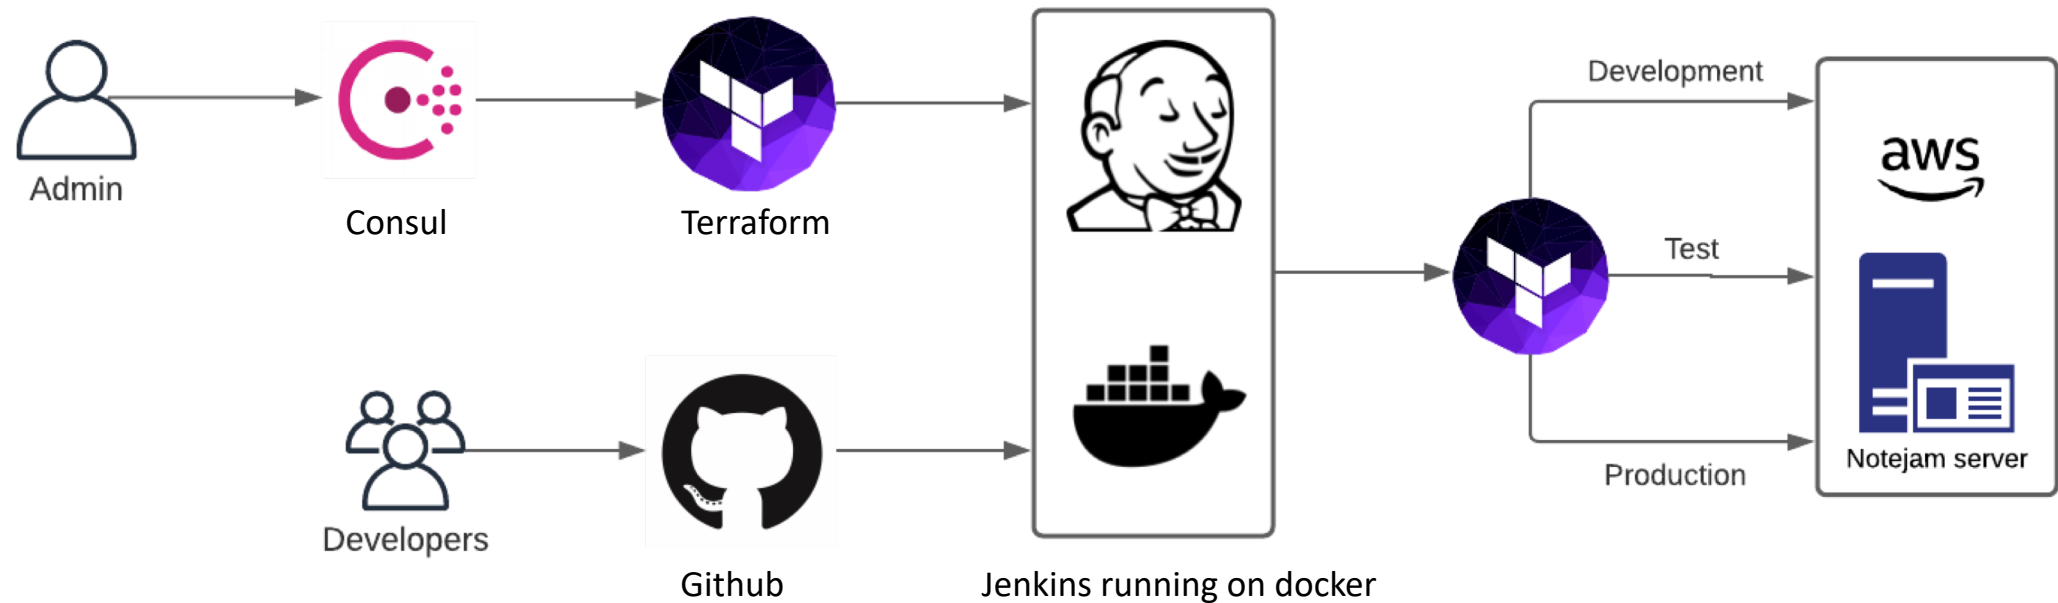 Admin
Consul
Terraform
Developers
Github
Jenkins running on docker
Development
Test
Production
aws
Notejam server